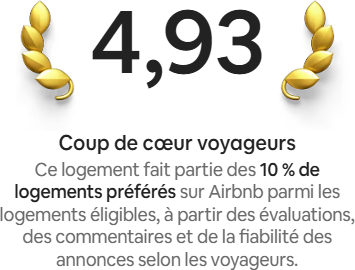 4,93
Coup de cœur voyageurs
Ce logement fait partie des 10 % de
logements préférés sur Airbnb parmi les
logements éligibles, à partir des évaluations,
des commentaires et de la fiabilité des
annonces selon les voyageurs.